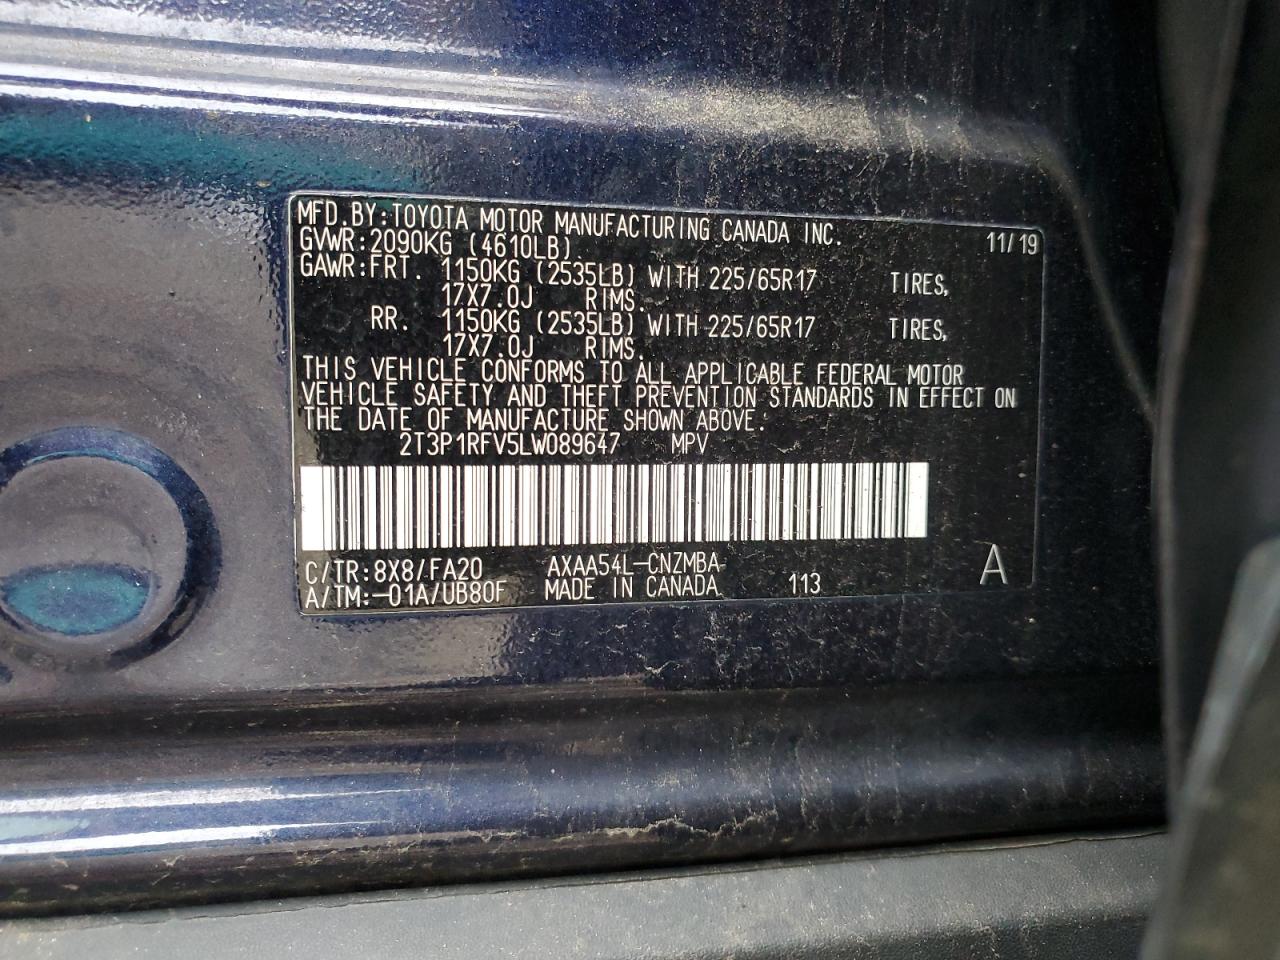 MFD.BY:TOYOTA MOTOR MANUFACTURING CANADA INC. 11/19
GVWR:2090KG (4610LB)
GAWR:FRT. 1150KG (2535LB) WITH 225/65R17 TIRES,
17X7.0J RIMS.
RR. 1150KG (2535LB) WITH 225/65R17 TIRES,
17X7.0J RIMS.
THIS VEHICLE CONFORMS TO ALL APPLICABLE FEDERAL MOTOR
VEHICLE SAFETY AND THEFT PREVENTION STANDARDS IN EFFECT ON
THE DATE OF MANUFACTURE SHOWN ABOVE.
2T3P1RFV5LW089647 MPV
C/TR:8X8/FA20 AXAA54L-CNZMBA
A/TM:-01A/UB80F MADE IN CANADA 113 A